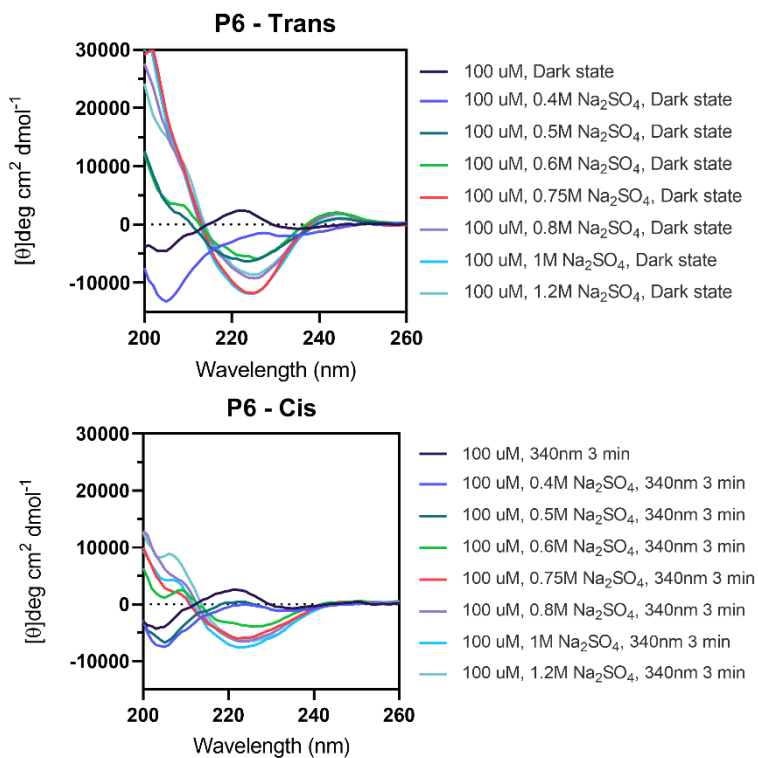 P6 - Trans
30000
20000
10000
0
-10000
[θ]deg cm² dmol⁻¹
200
220
240
260
Wavelength (nm)
100 uM, Dark state
100 uM, 0.4M Na₂SO₄, Dark state
100 uM, 0.5M Na₂SO₄, Dark state
100 uM, 0.6M Na₂SO₄, Dark state
100 uM, 0.75M Na₂SO₄, Dark state
100 uM, 0.8M Na₂SO₄, Dark state
100 uM, 1M Na₂SO₄, Dark state
100 uM, 1.2M Na₂SO₄, Dark state
P6 - Cis
30000
20000
10000
0
-10000
[θ]deg cm² dmol⁻¹
200
220
240
260
Wavelength (nm)
100 uM, 340nm 3 min
100 uM, 0.4M Na₂SO₄, 340nm 3 min
100 uM, 0.5M Na₂SO₄, 340nm 3 min
100 uM, 0.6M Na₂SO₄, 340nm 3 min
100 uM, 0.75M Na₂SO₄, 340nm 3 min
100 uM, 0.8M Na₂SO₄, 340nm 3 min
100 uM, 1M Na₂SO₄, 340nm 3 min
100 uM, 1.2M Na₂SO₄, 340nm 3 min